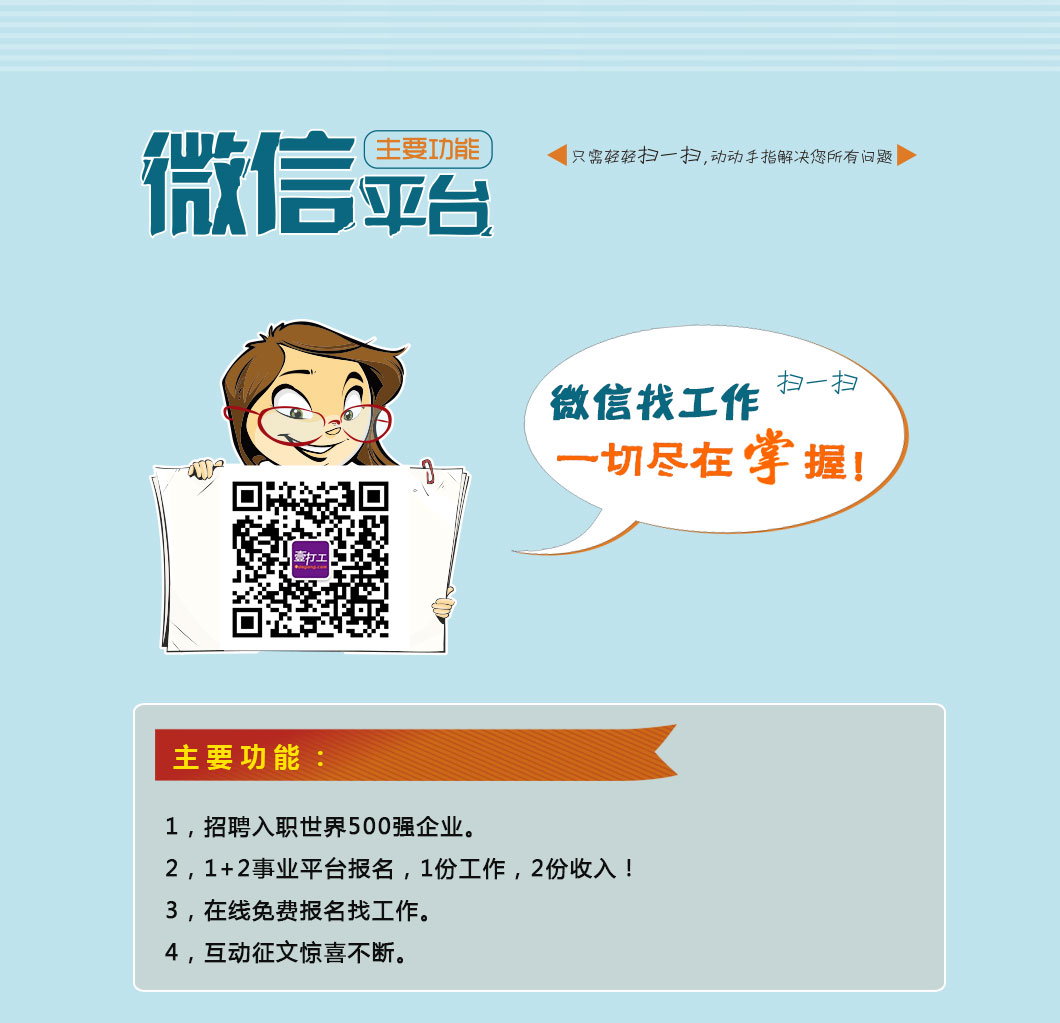 微信平台
主要功能
只需轻轻扫一扫,动动手指解决您所有问题
微信找工作 扫一扫
一切尽在掌握!
壹打工
主要功能：
1，招聘入职世界500强企业。
2，1+2事业平台报名，1份工作，2份收入！
3，在线免费报名找工作。
4，互动征文惊喜不断。